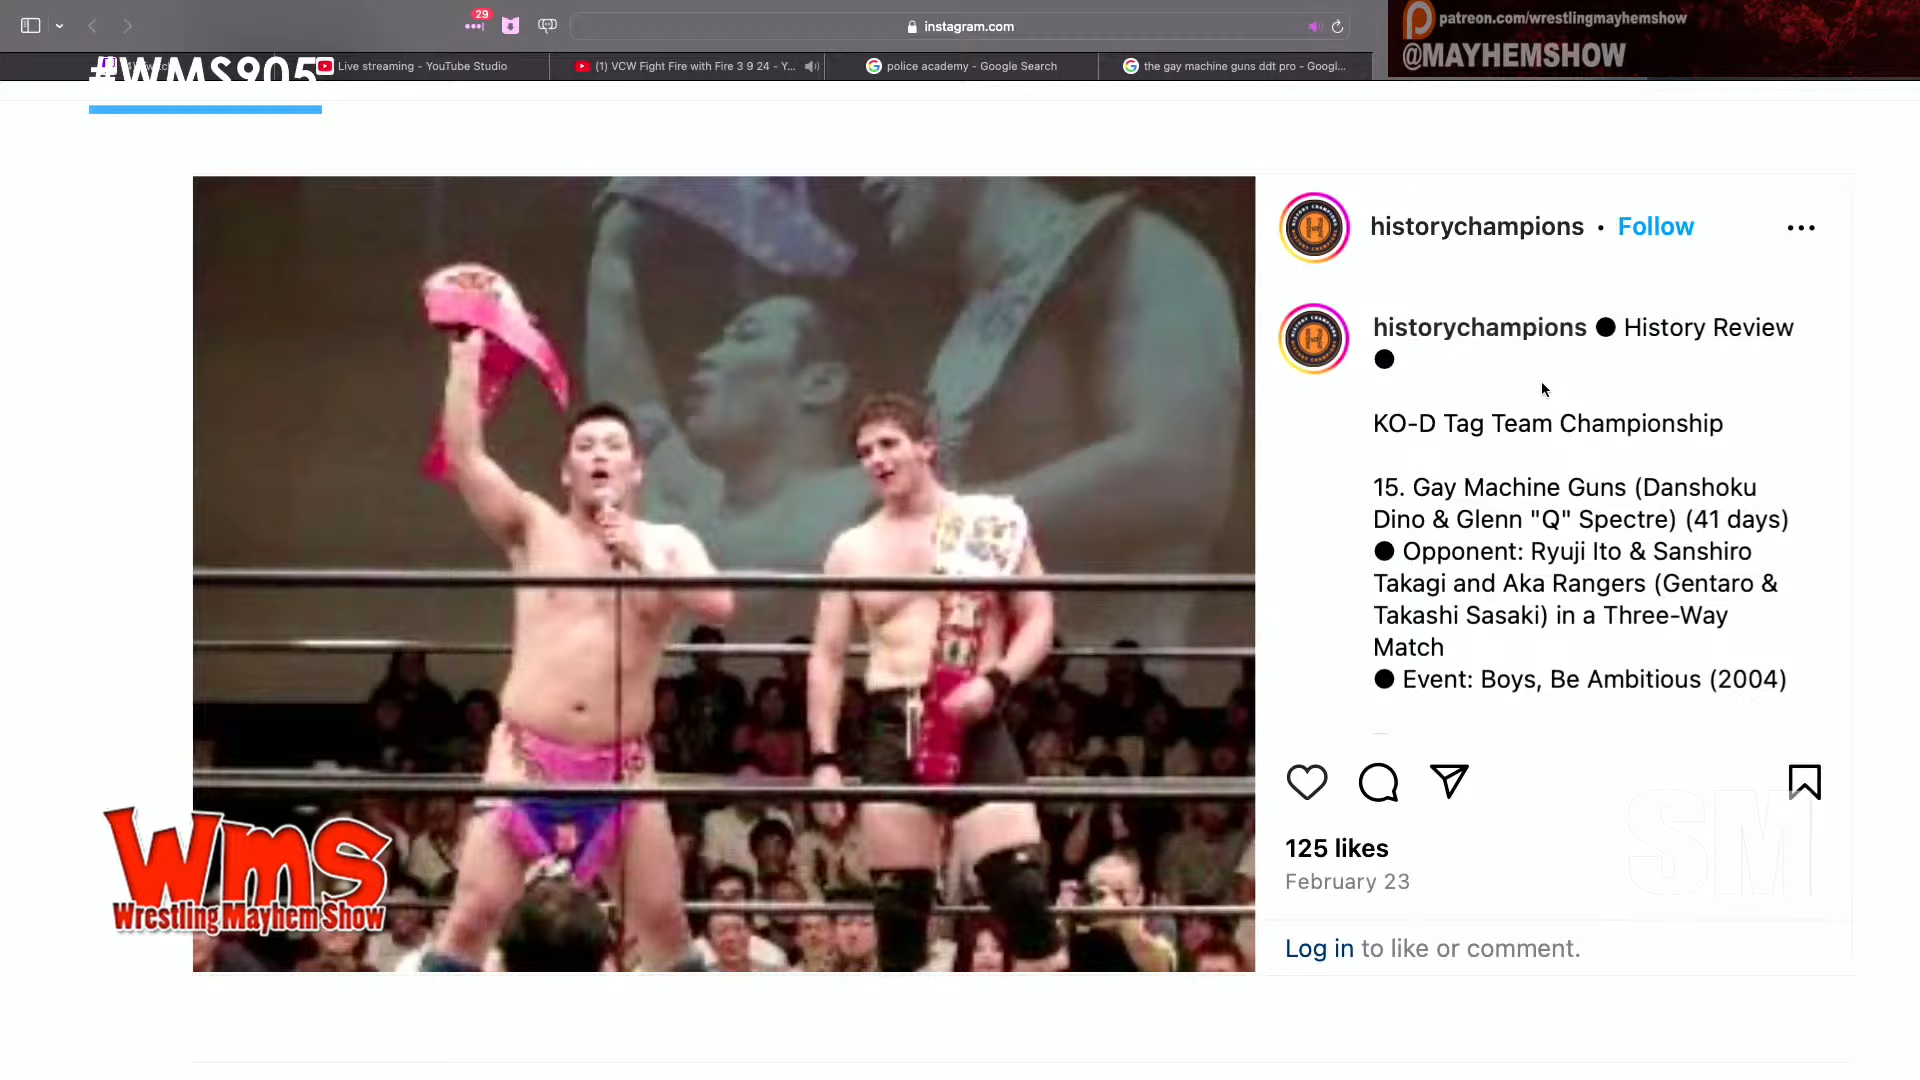 29
instagram.com
patreon.com/wrestlingmayhemshow
@MAYHEMSHOW
#WMS905
Live streaming - YouTube Studio
(1) VCW Fight Fire with Fire 3 9 24 - Y...
police academy - Google Search
the gay machine guns ddt pro - Googl...
historychampions • Follow
historychampions ● History Review
●
KO-D Tag Team Championship
15. Gay Machine Guns (Danshoku
Dino & Glenn "Q" Spectre) (41 days)
● Opponent: Ryuji Ito & Sanshiro
Takagi and Aka Rangers (Gentaro &
Takashi Sasaki) in a Three-Way
Match
● Event: Boys, Be Ambitious (2004)
125 likes
February 23
Log in to like or comment.
Wms
Wrestling Mayhem Show
SM